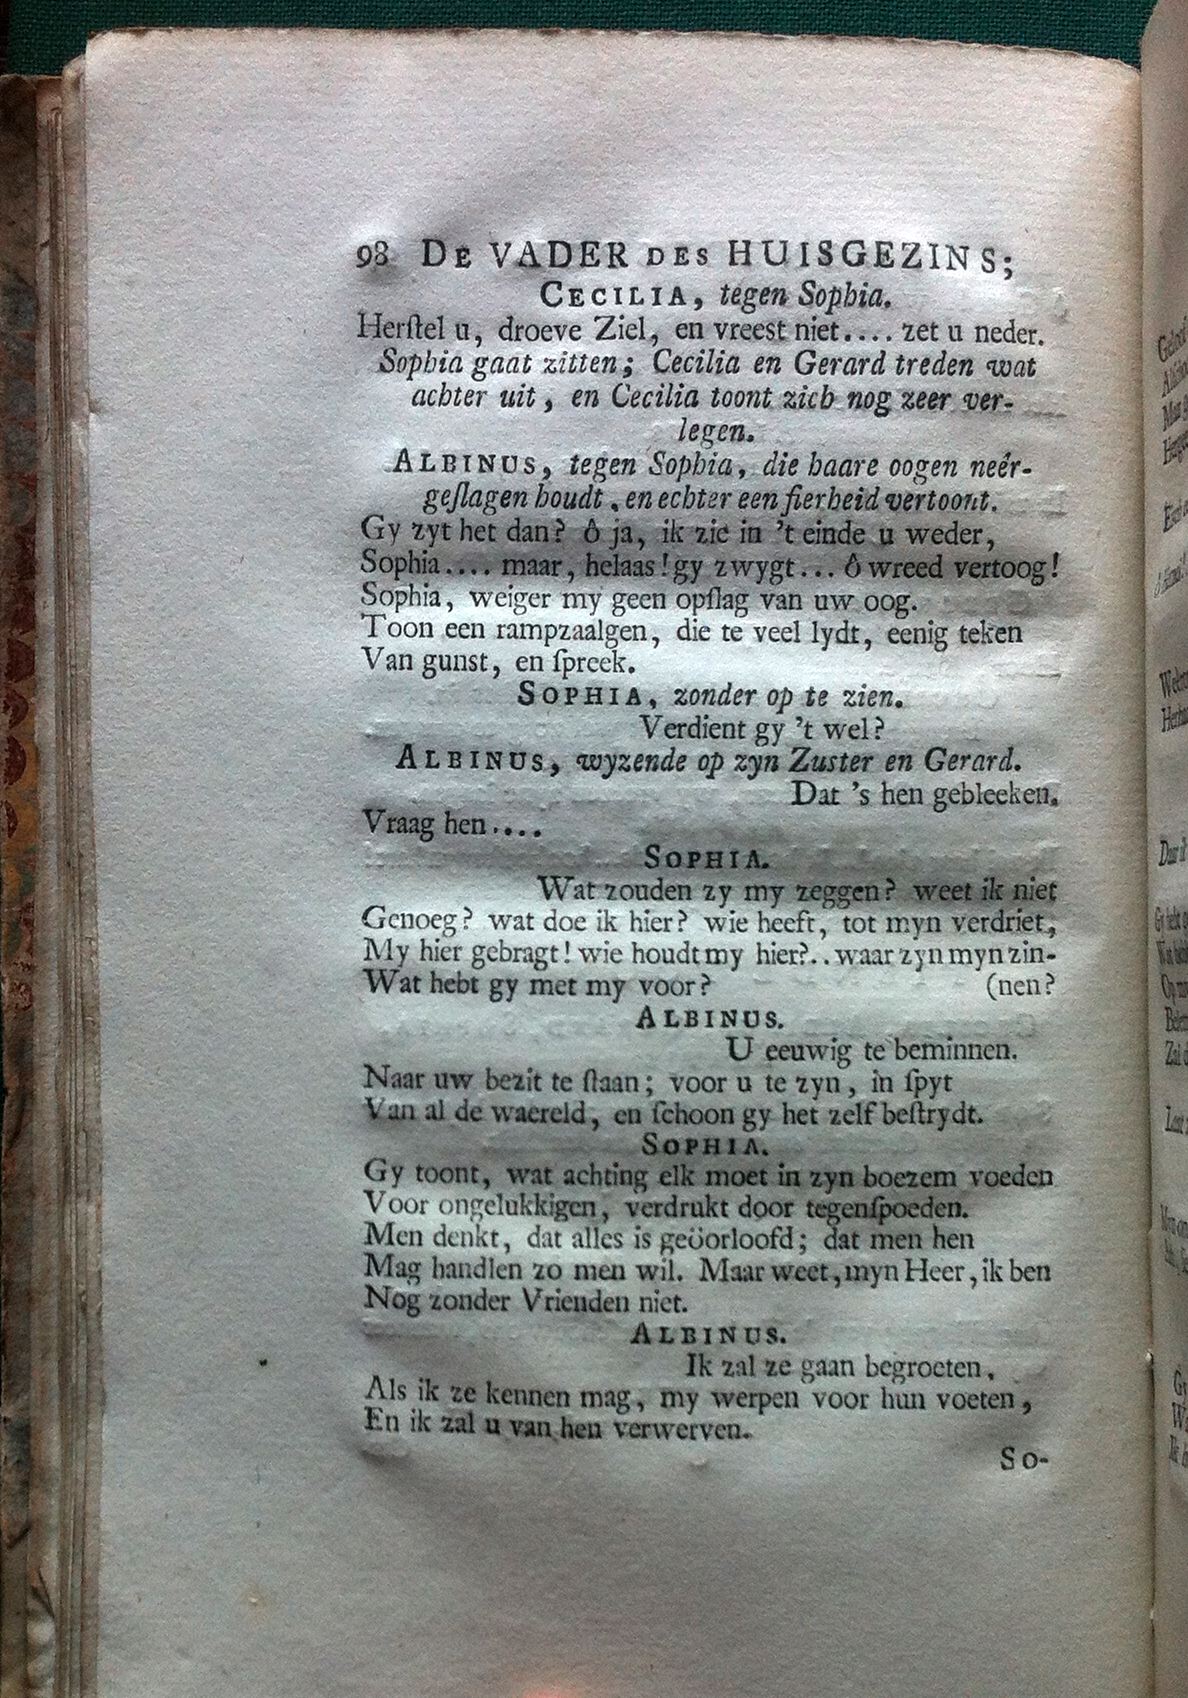 98 DE VADER DES HUISGEZINS;
CECILIA, tegen Sophia.
Herſtel u, droeve Ziel, en vreest niet.... zet u neder.
Sophia gaat zitten; Cecilia en Gerard treden wat
achter uit, en Cecilia toont zich nog zeer ver-
legen.
ALBINUS, tegen Sophia, die haare oogen neêr-
geſlagen houdt, en echter een fierheid vertoont.
Gy zyt het dan? ô ja, ik zie in 't einde u weder,
Sophia.... maar, helaas! gy zwygt... ô wreed vertoog!
Sophia, weiger my geen opſlag van uw oog.
Toon een rampzaalgen, die te veel lydt, eenig teken
Van gunst, en ſpreek.
SOPHIA, zonder op te zien.
Verdient gy 't wel?
ALBINUS, wyzende op zyn Zuster en Gerard.
Dat 's hen gebleeken.
Vraag hen....
SOPHIA.
Wat zouden zy my zeggen? weet ik niet
Genoeg? wat doe ik hier? wie heeft, tot myn verdriet,
My hier gebragt! wie houdt my hier?.. waar zyn myn zin-
Wat hebt gy met my voor? (nen?
ALBINUS.
U eeuwig te beminnen.
Naar uw bezit te ſtaan; voor u te zyn, in ſpyt
Van al de waereld, en ſchoon gy het zelf beſtrydt.
SOPHIA.
Gy toont, wat achting elk moet in zyn boezem voeden
Voor ongelukkigen, verdrukt door tegenſpoeden.
Men denkt, dat alles is geöorloofd; dat men hen
Mag handlen zo men wil. Maar weet, myn Heer, ik ben
Nog zonder Vrienden niet.
ALBINUS.
Ik zal ze gaan begroeten,
Als ik ze kennen mag, my werpen voor hun voeten,
En ik zal u van hen verwerven.
SO-